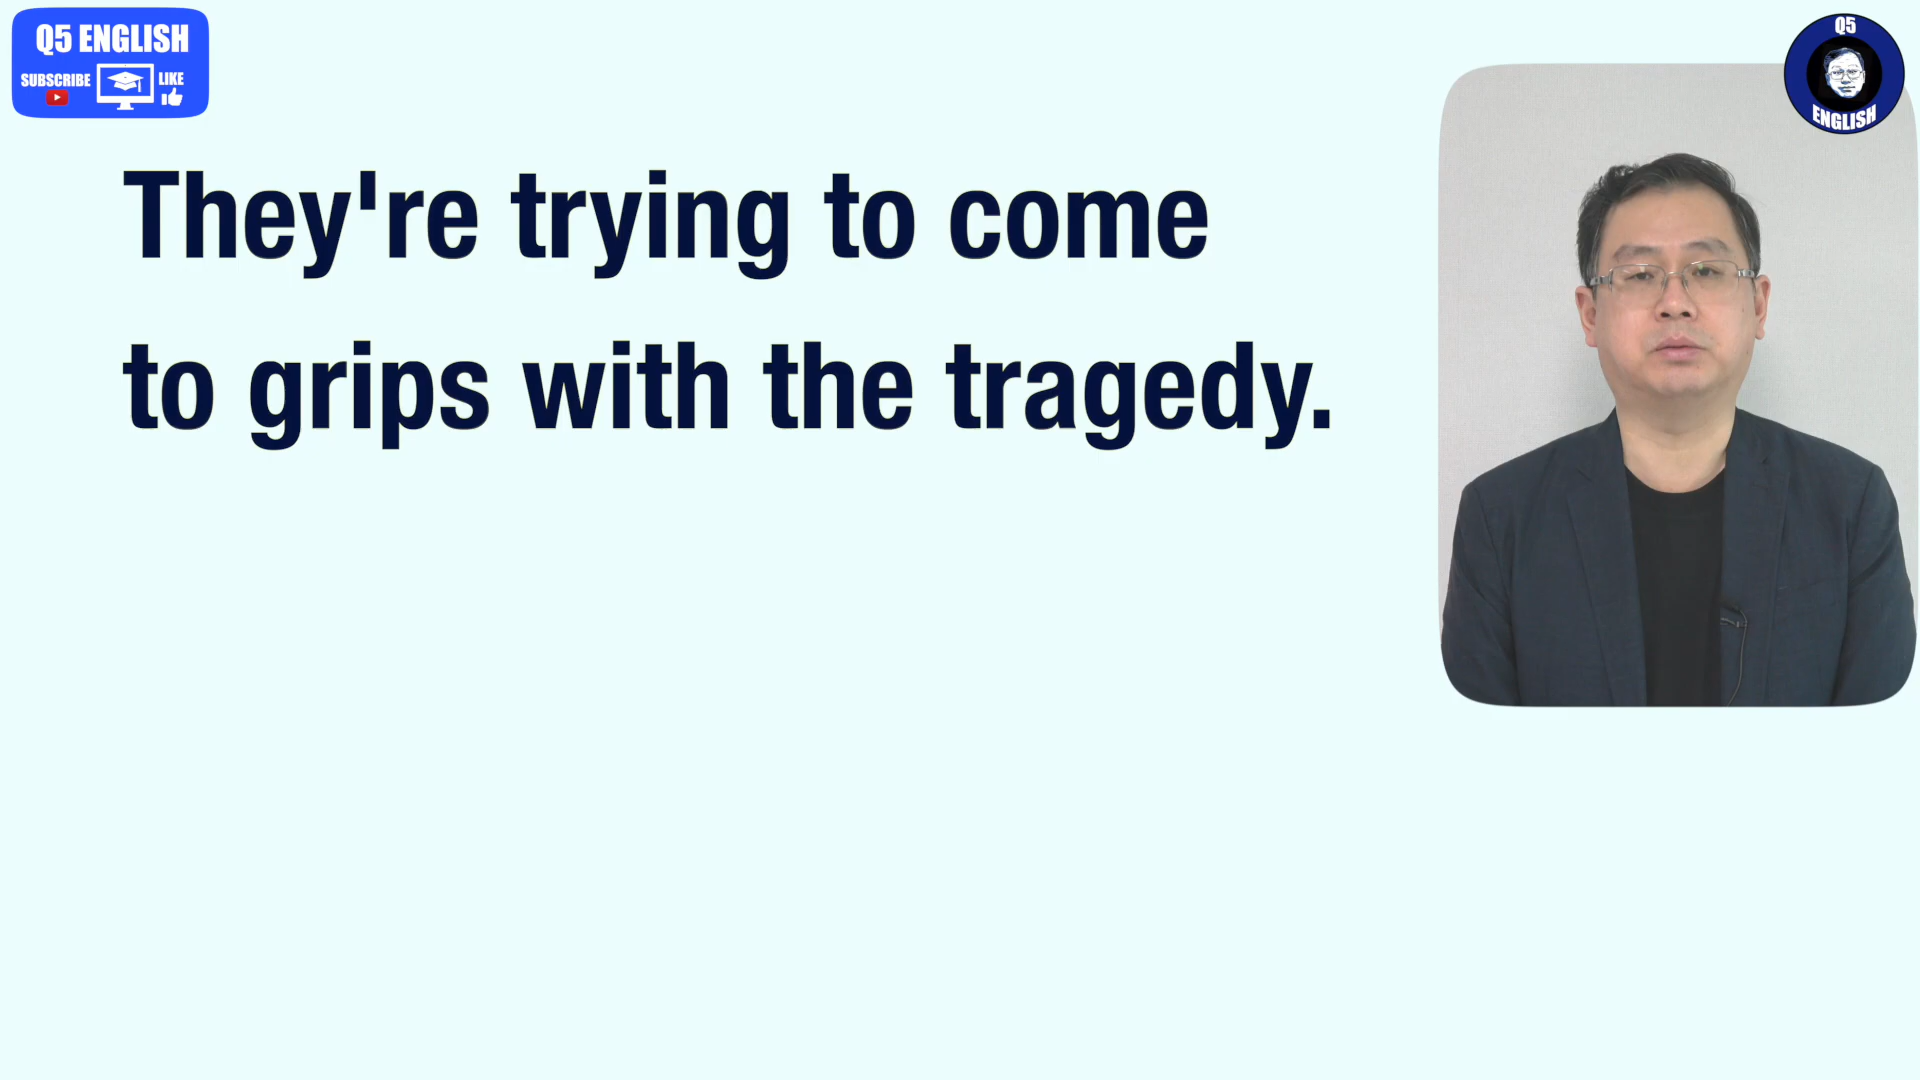 Q5 ENGLISH
SUBSCRIBE LIKE
Q5
ENGLISH
They're trying to come
to grips with the tragedy.